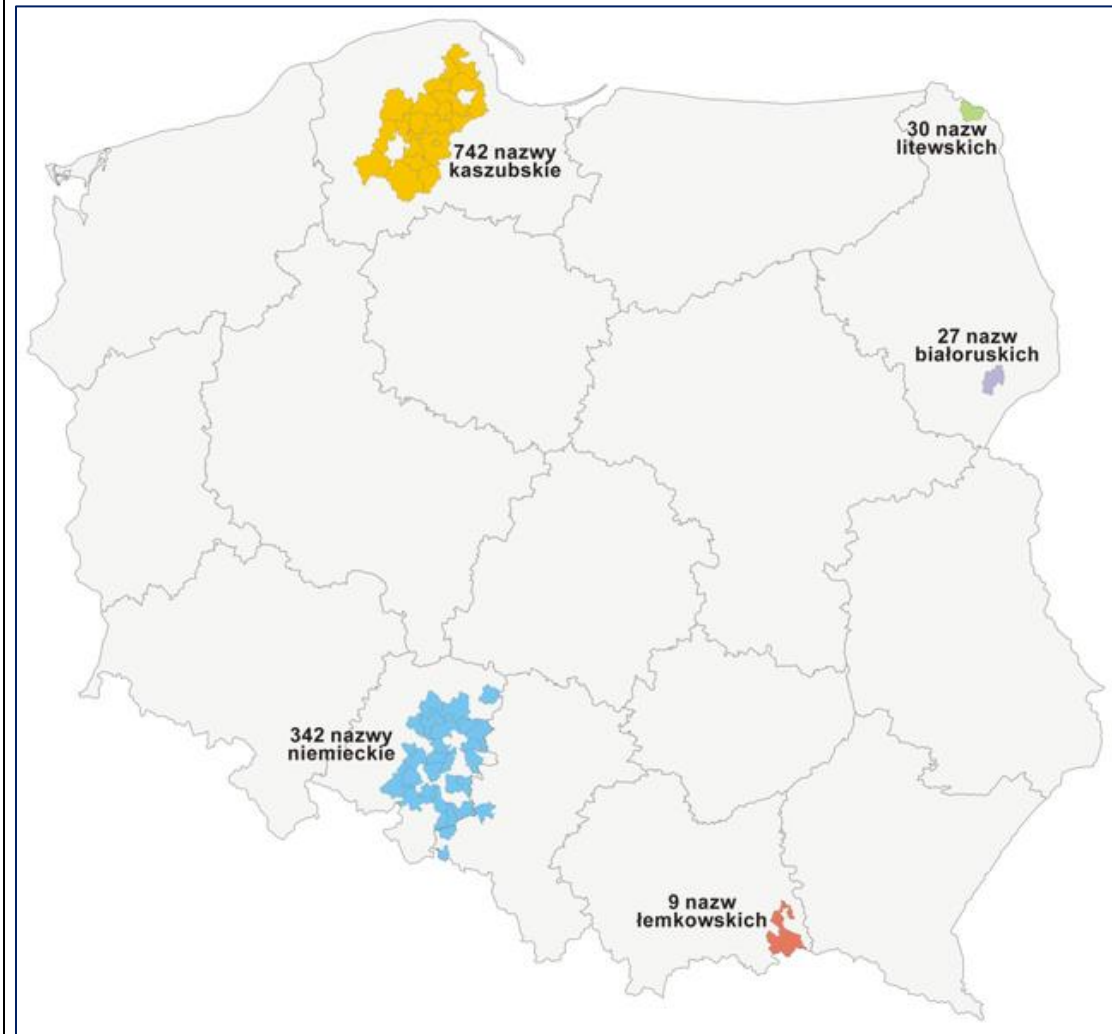 742 nazwy
kaszubskie
30 nazw
litewskich
27 nazw
białoruskich
342 nazwy
niemieckie
9 nazw
łemkowskich